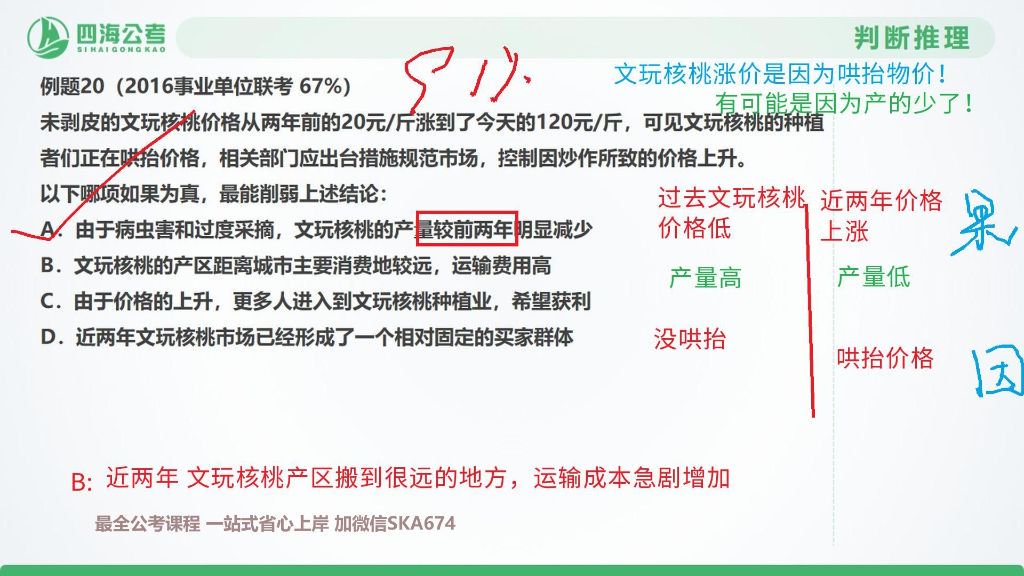 四海公考
SIHAIGONGKAO
判断推理
例题20（2016事业单位联考 67%）
文玩核桃涨价是因为哄抬物价！
有可能是因为产的少了！
未剥皮的文玩核桃价格从两年前的20元/斤涨到了今天的120元/斤，可见文玩核桃的种植
者们正在哄抬价格，相关部门应出台措施规范市场，控制因炒作所致的价格上升。
以下哪项如果为真，最能削弱上述结论：
A．由于病虫害和过度采摘，文玩核桃的产量较前两年明显减少
B．文玩核桃的产区距离城市主要消费地较远，运输费用高
C．由于价格的上升，更多人进入到文玩核桃种植业，希望获利
D．近两年文玩核桃市场已经形成了一个相对固定的买家群体
过去文玩核桃
价格低
近两年价格
上涨
果
产量高
产量低
没哄抬
哄抬价格
因
B: 近两年 文玩核桃产区搬到很远的地方，运输成本急剧增加
最全公考课程 一站式省心上岸 加微信SKA674